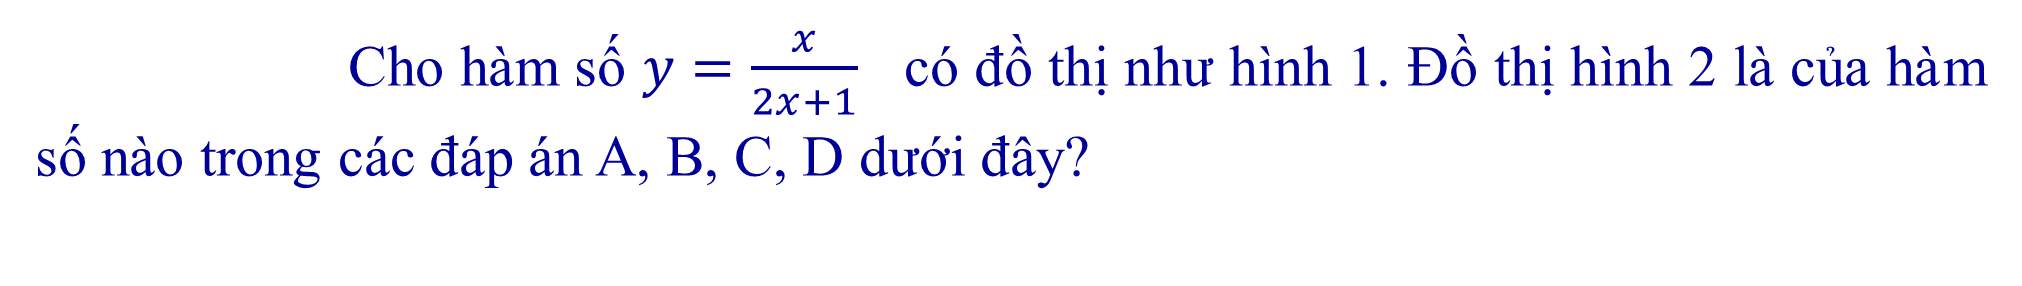 Cho hàm số $y = \frac{x}{2x+1}$ có đồ thị như hình 1. Đồ thị hình 2 là của hàm
số nào trong các đáp án A, B, C, D dưới đây?